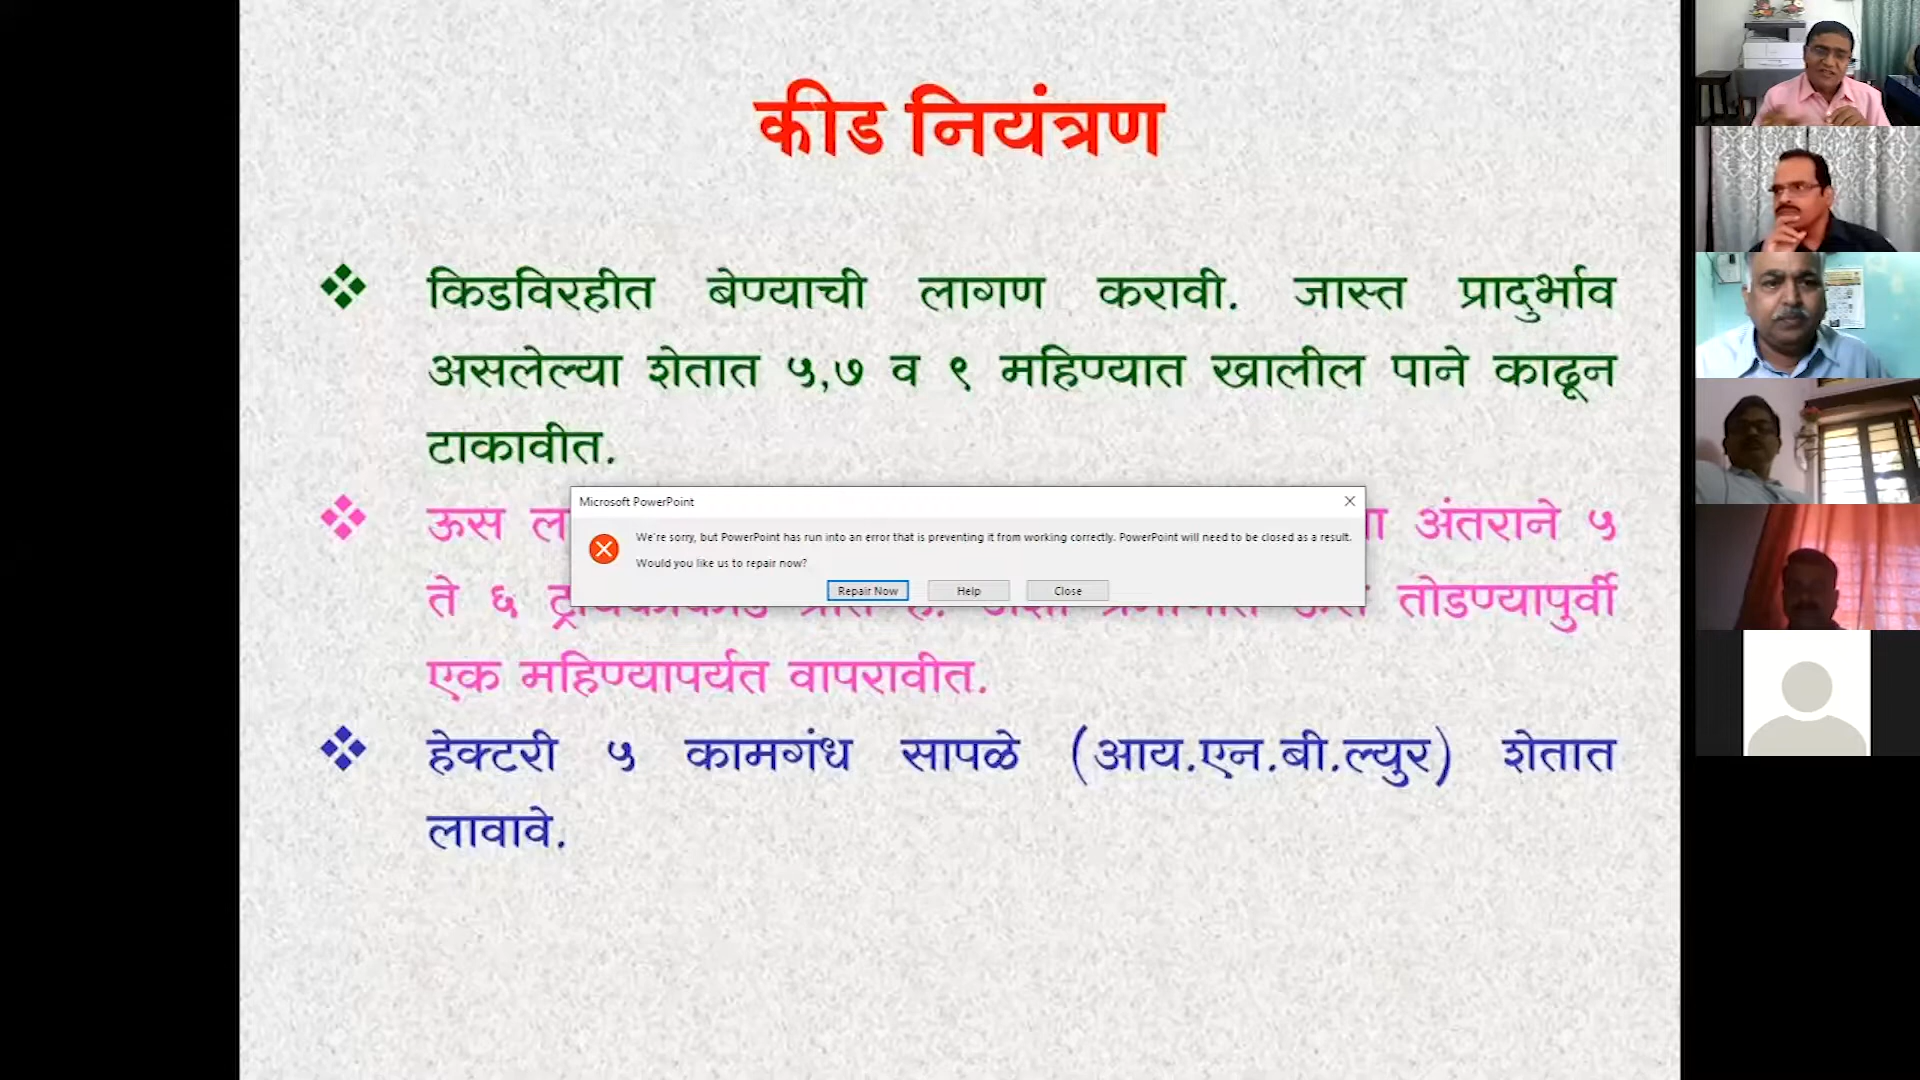 कीड नियंत्रण
किडविरहीत बेण्याची लागण करावी. जास्त प्रादुर्भाव
असलेल्या शेतात ५,७ व ९ महिण्यात खालील पाने काढून
टाकावीत.
ऊस अंतराने ५
Microsoft PowerPoint
We're sorry, but PowerPoint has run into an error that is preventing it from working correctly. PowerPoint will need to be closed as a result.
Would you like us to repair now?
Repair Now Help Close
ते ६ तोडण्यापुर्वी
एक महिण्यापर्यंत वापरावीत.
हेक्टरी ५ कामगंध सापळे (आय.एन.बी.ल्युर) शेतात
लावावे.